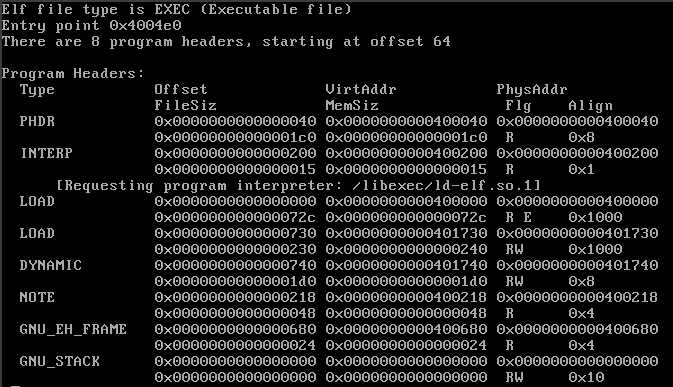 Elf file type is EXEC (Executable file)
Entry point 0x4004e0
There are 8 program headers, starting at offset 64

Program Headers:
  Type           Offset             VirtAddr           PhysAddr
                 FileSiz            MemSiz              Flg    Align
  PHDR           0x0000000000000040 0x0000000000400040 0x0000000000400040
                 0x00000000000001c0 0x00000000000001c0  R      0x8
  INTERP         0x0000000000000200 0x0000000000400200 0x0000000000400200
                 0x0000000000000015 0x0000000000000015  R      0x1
      [Requesting program interpreter: /libexec/ld-elf.so.1]
  LOAD           0x0000000000000000 0x0000000000400000 0x0000000000400000
                 0x000000000000072c 0x000000000000072c  R E    0x1000
  LOAD           0x0000000000000730 0x0000000000401730 0x0000000000401730
                 0x0000000000000230 0x0000000000000240  RW     0x1000
  DYNAMIC        0x0000000000000740 0x0000000000401740 0x0000000000401740
                 0x00000000000001d0 0x00000000000001d0  RW     0x8
  NOTE           0x0000000000000218 0x0000000000400218 0x0000000000400218
                 0x0000000000000048 0x0000000000000048  R      0x4
  GNU_EH_FRAME   0x0000000000000680 0x0000000000400680 0x0000000000400680
                 0x0000000000000024 0x0000000000000024  R      0x4
  GNU_STACK      0x0000000000000000 0x0000000000000000 0x0000000000000000
                 0x0000000000000000 0x0000000000000000  RW     0x10